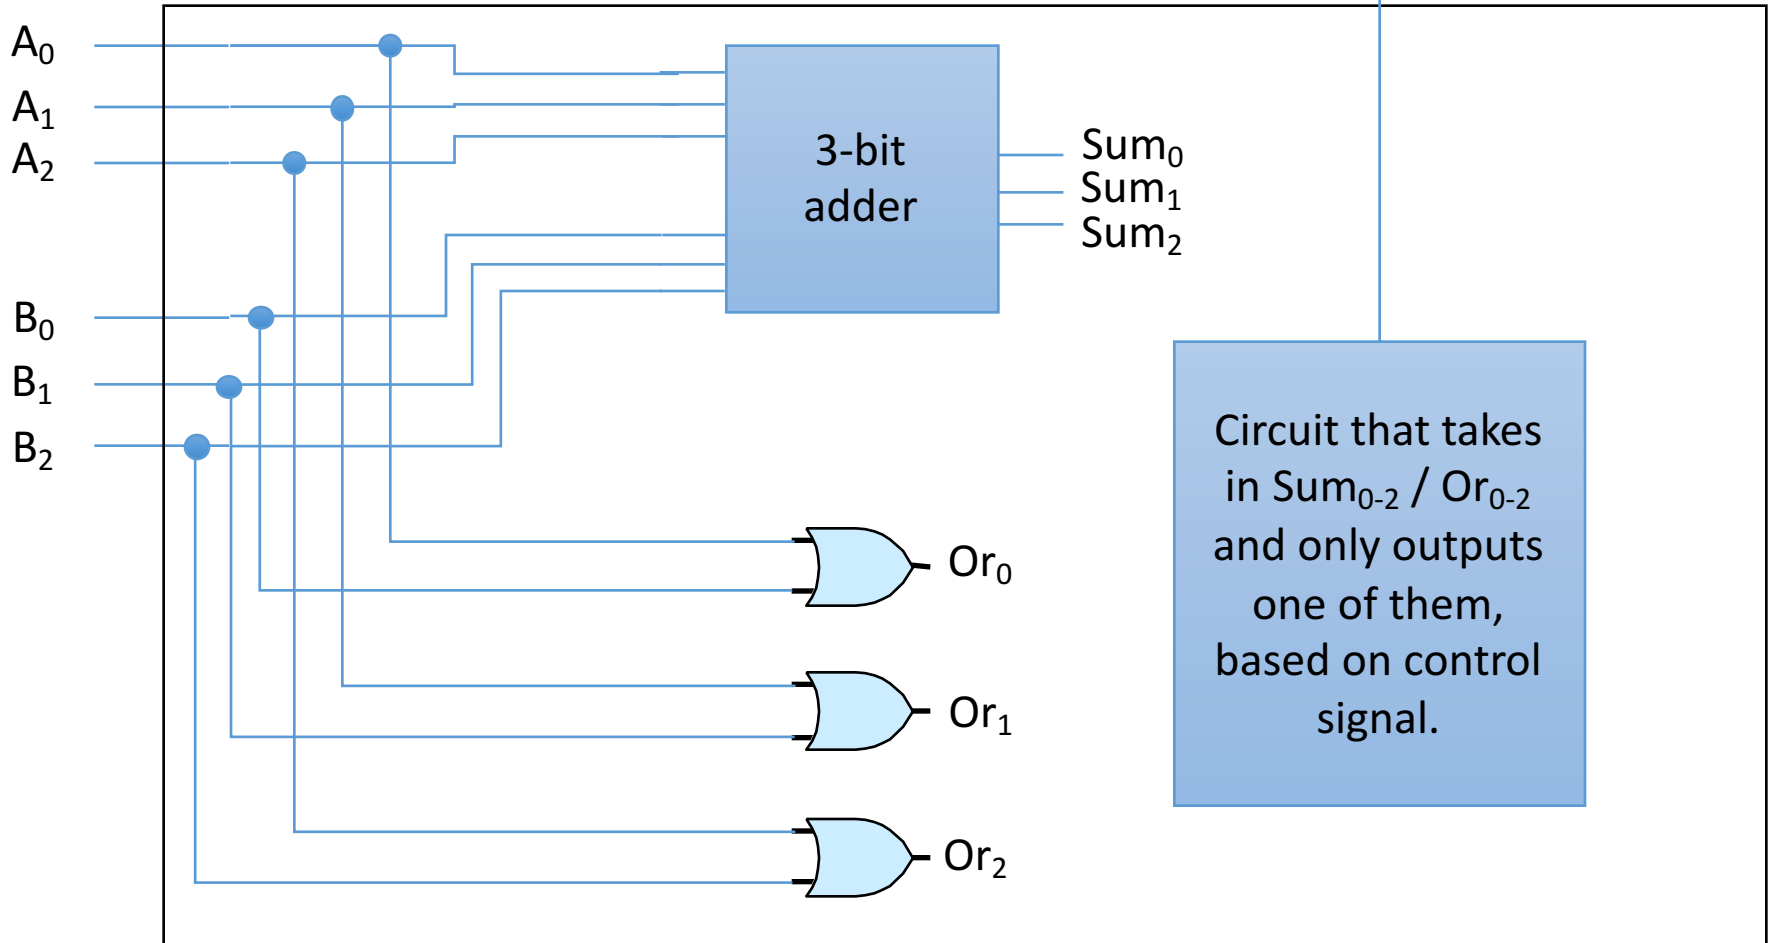 A₀
A₁
A₂
B₀
B₁
B₂
3-bit
adder
Sum₀
Sum₁
Sum₂
Or₀
Or₁
Or₂
Circuit that takes
in Sum₀₋₂ / Or₀₋₂
and only outputs
one of them,
based on control
signal.